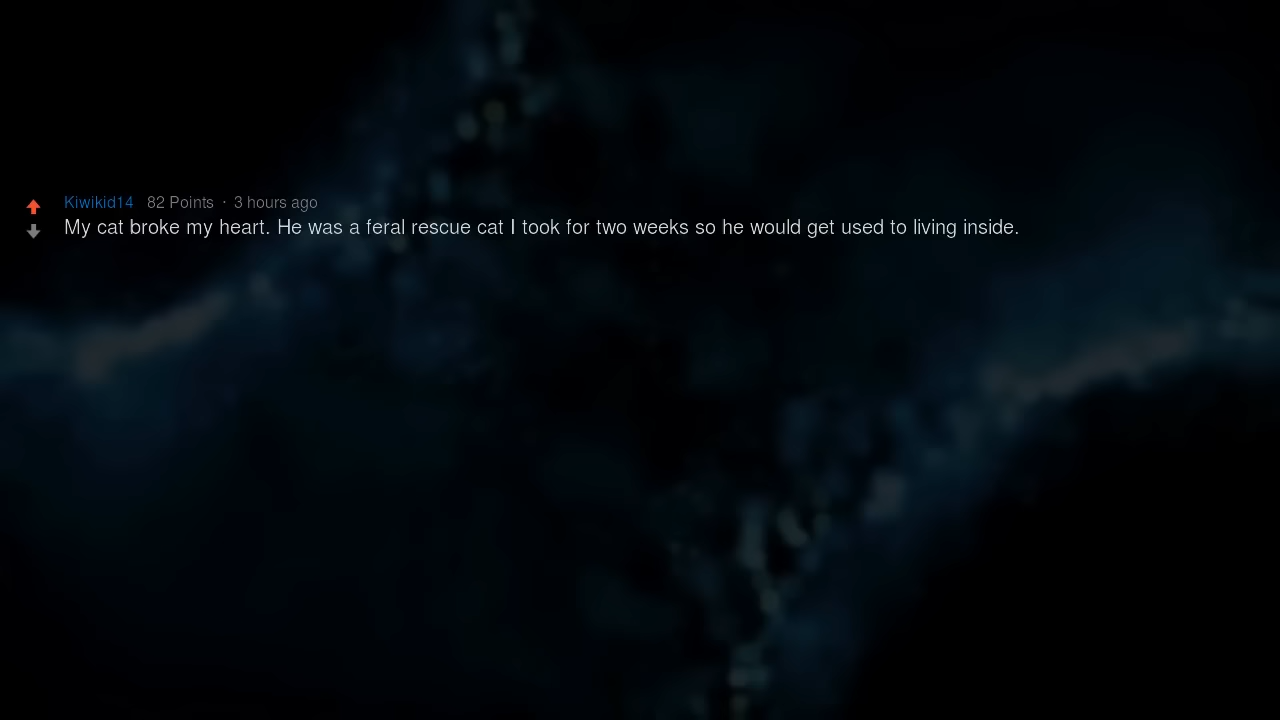 Kiwikid14 82 Points · 3 hours ago
My cat broke my heart. He was a feral rescue cat I took for two weeks so he would get used to living inside.